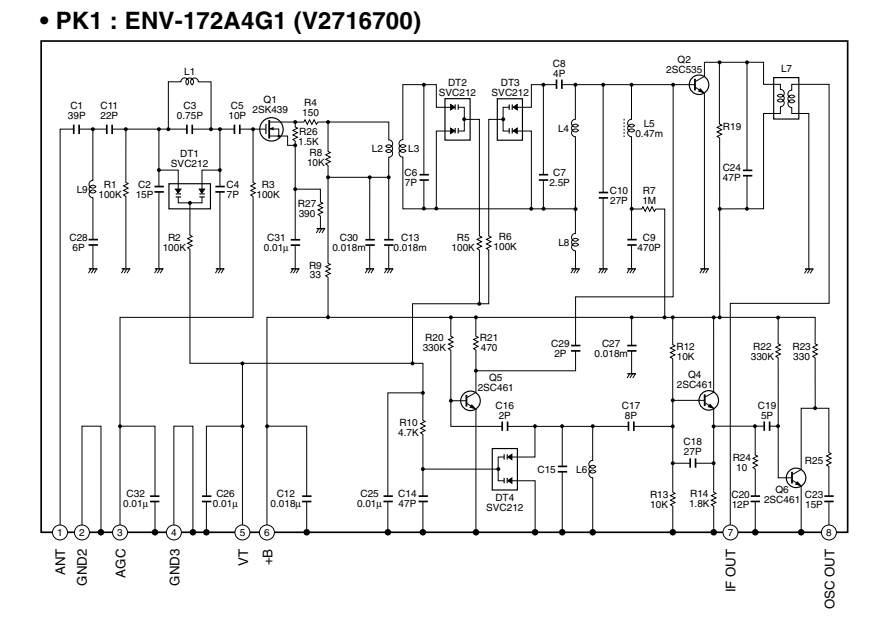 • PK1 : ENV-172A4G1 (V2716700)
L1
C1
39P
C11
22P
C3
0.75P
C5
10P
Q1
2SK439
R4
150
R26
1.5K
R8
10K
DT1
SVC212
L9
R1
100K
C2
15P
C4
7P
R3
100K
C28
6P
R2
100K
R27
390
C31
0.01µ
C30
0.018m
C13
0.018m
R9
33
L2
L3
C6
7P
DT2
SVC212
DT3
SVC212
C8
4P
R5
100K
R6
100K
C7
2.5P
L4
L8
L5
0.47m
C10
27P
R7
1M
C9
470P
Q2
2SC535
R19
C24
47P
L7
R20
330K
R21
470
C29
2P
C27
0.018m
R12
10K
Q4
2SC461
R22
330K
R23
330
Q5
2SC461
R10
4.7K
C16
2P
C17
8P
C18
27P
C19
5P
R24
10
R25
Q6
2SC461
C32
0.01µ
C26
0.01µ
C12
0.018µ
C25
0.01µ
C14
47P
DT4
SVC212
C15
L6
R13
10K
R14
1.8K
C20
12P
C23
15P
1
2
3
4
5
6
7
8
ANT
GND2
AGC
GND3
VT
+B
IF OUT
OSC OUT